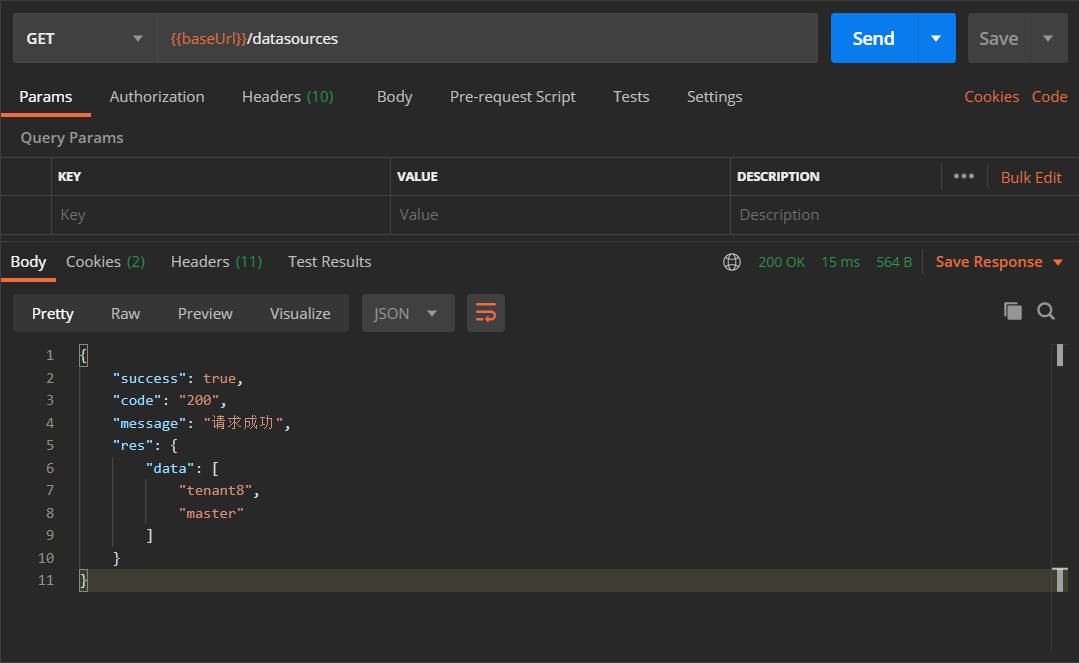 GET {{baseUrl}}/datasources Send Save
Params Authorization Headers (10) Body Pre-request Script Tests Settings Cookies Code
Query Params
KEY VALUE DESCRIPTION ••• Bulk Edit
Key Value Description
Body Cookies (2) Headers (11) Test Results 200 OK 15 ms 564 B Save Response
Pretty Raw Preview Visualize JSON
1 {
2 "success": true,
3 "code": "200",
4 "message": "请求成功",
5 "res": {
6 "data": [
7 "tenant8",
8 "master"
9 ]
10 }
11 }